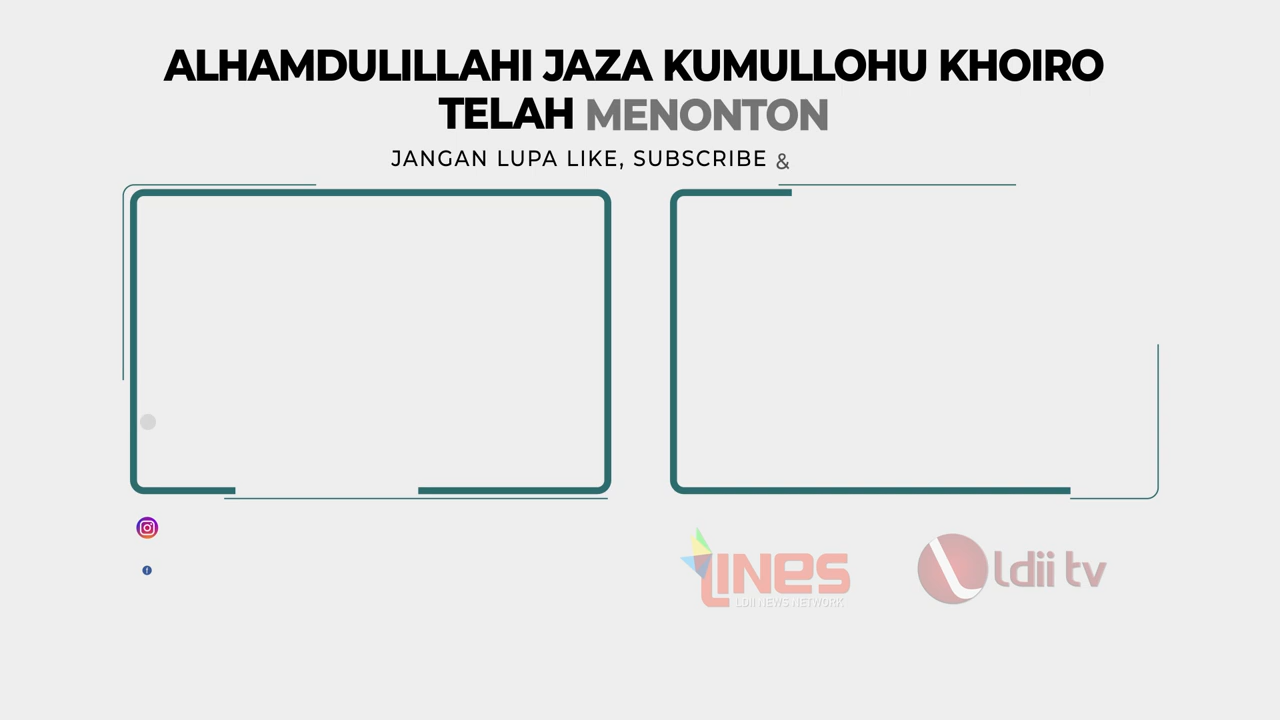 ALHAMDULILLAHI JAZA KUMULLOHU KHOIRO
TELAH MENONTON
JANGAN LUPA LIKE, SUBSCRIBE &
LINES
LDII NEWS NETWORK
ldii tv